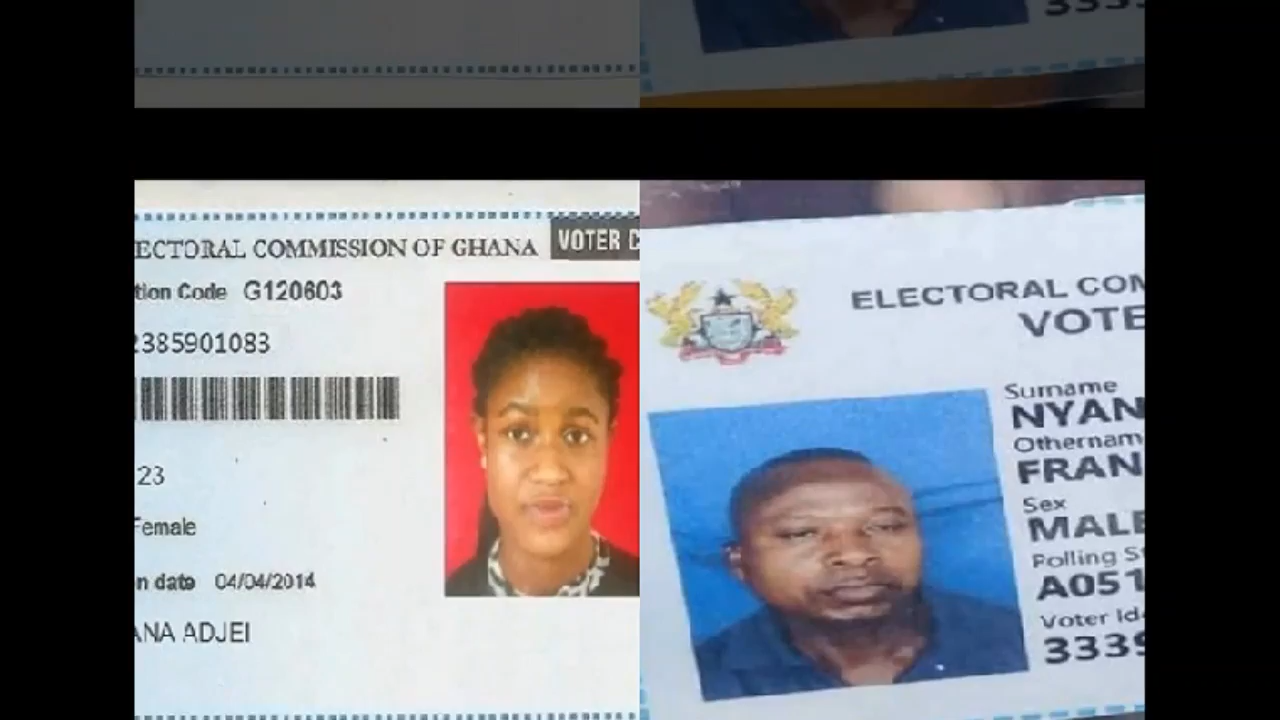 3339
ECTORAL COMMISSION OF GHANA
VOTER C
tion Code G120603
2385901083
23
Female
n date 04/04/2014
ANA ADJEI
ELECTORAL COM
VOTE
Surname
NYAN
Othernam
FRAN
Sex
MALE
Polling S
A051
Voter Id
3339